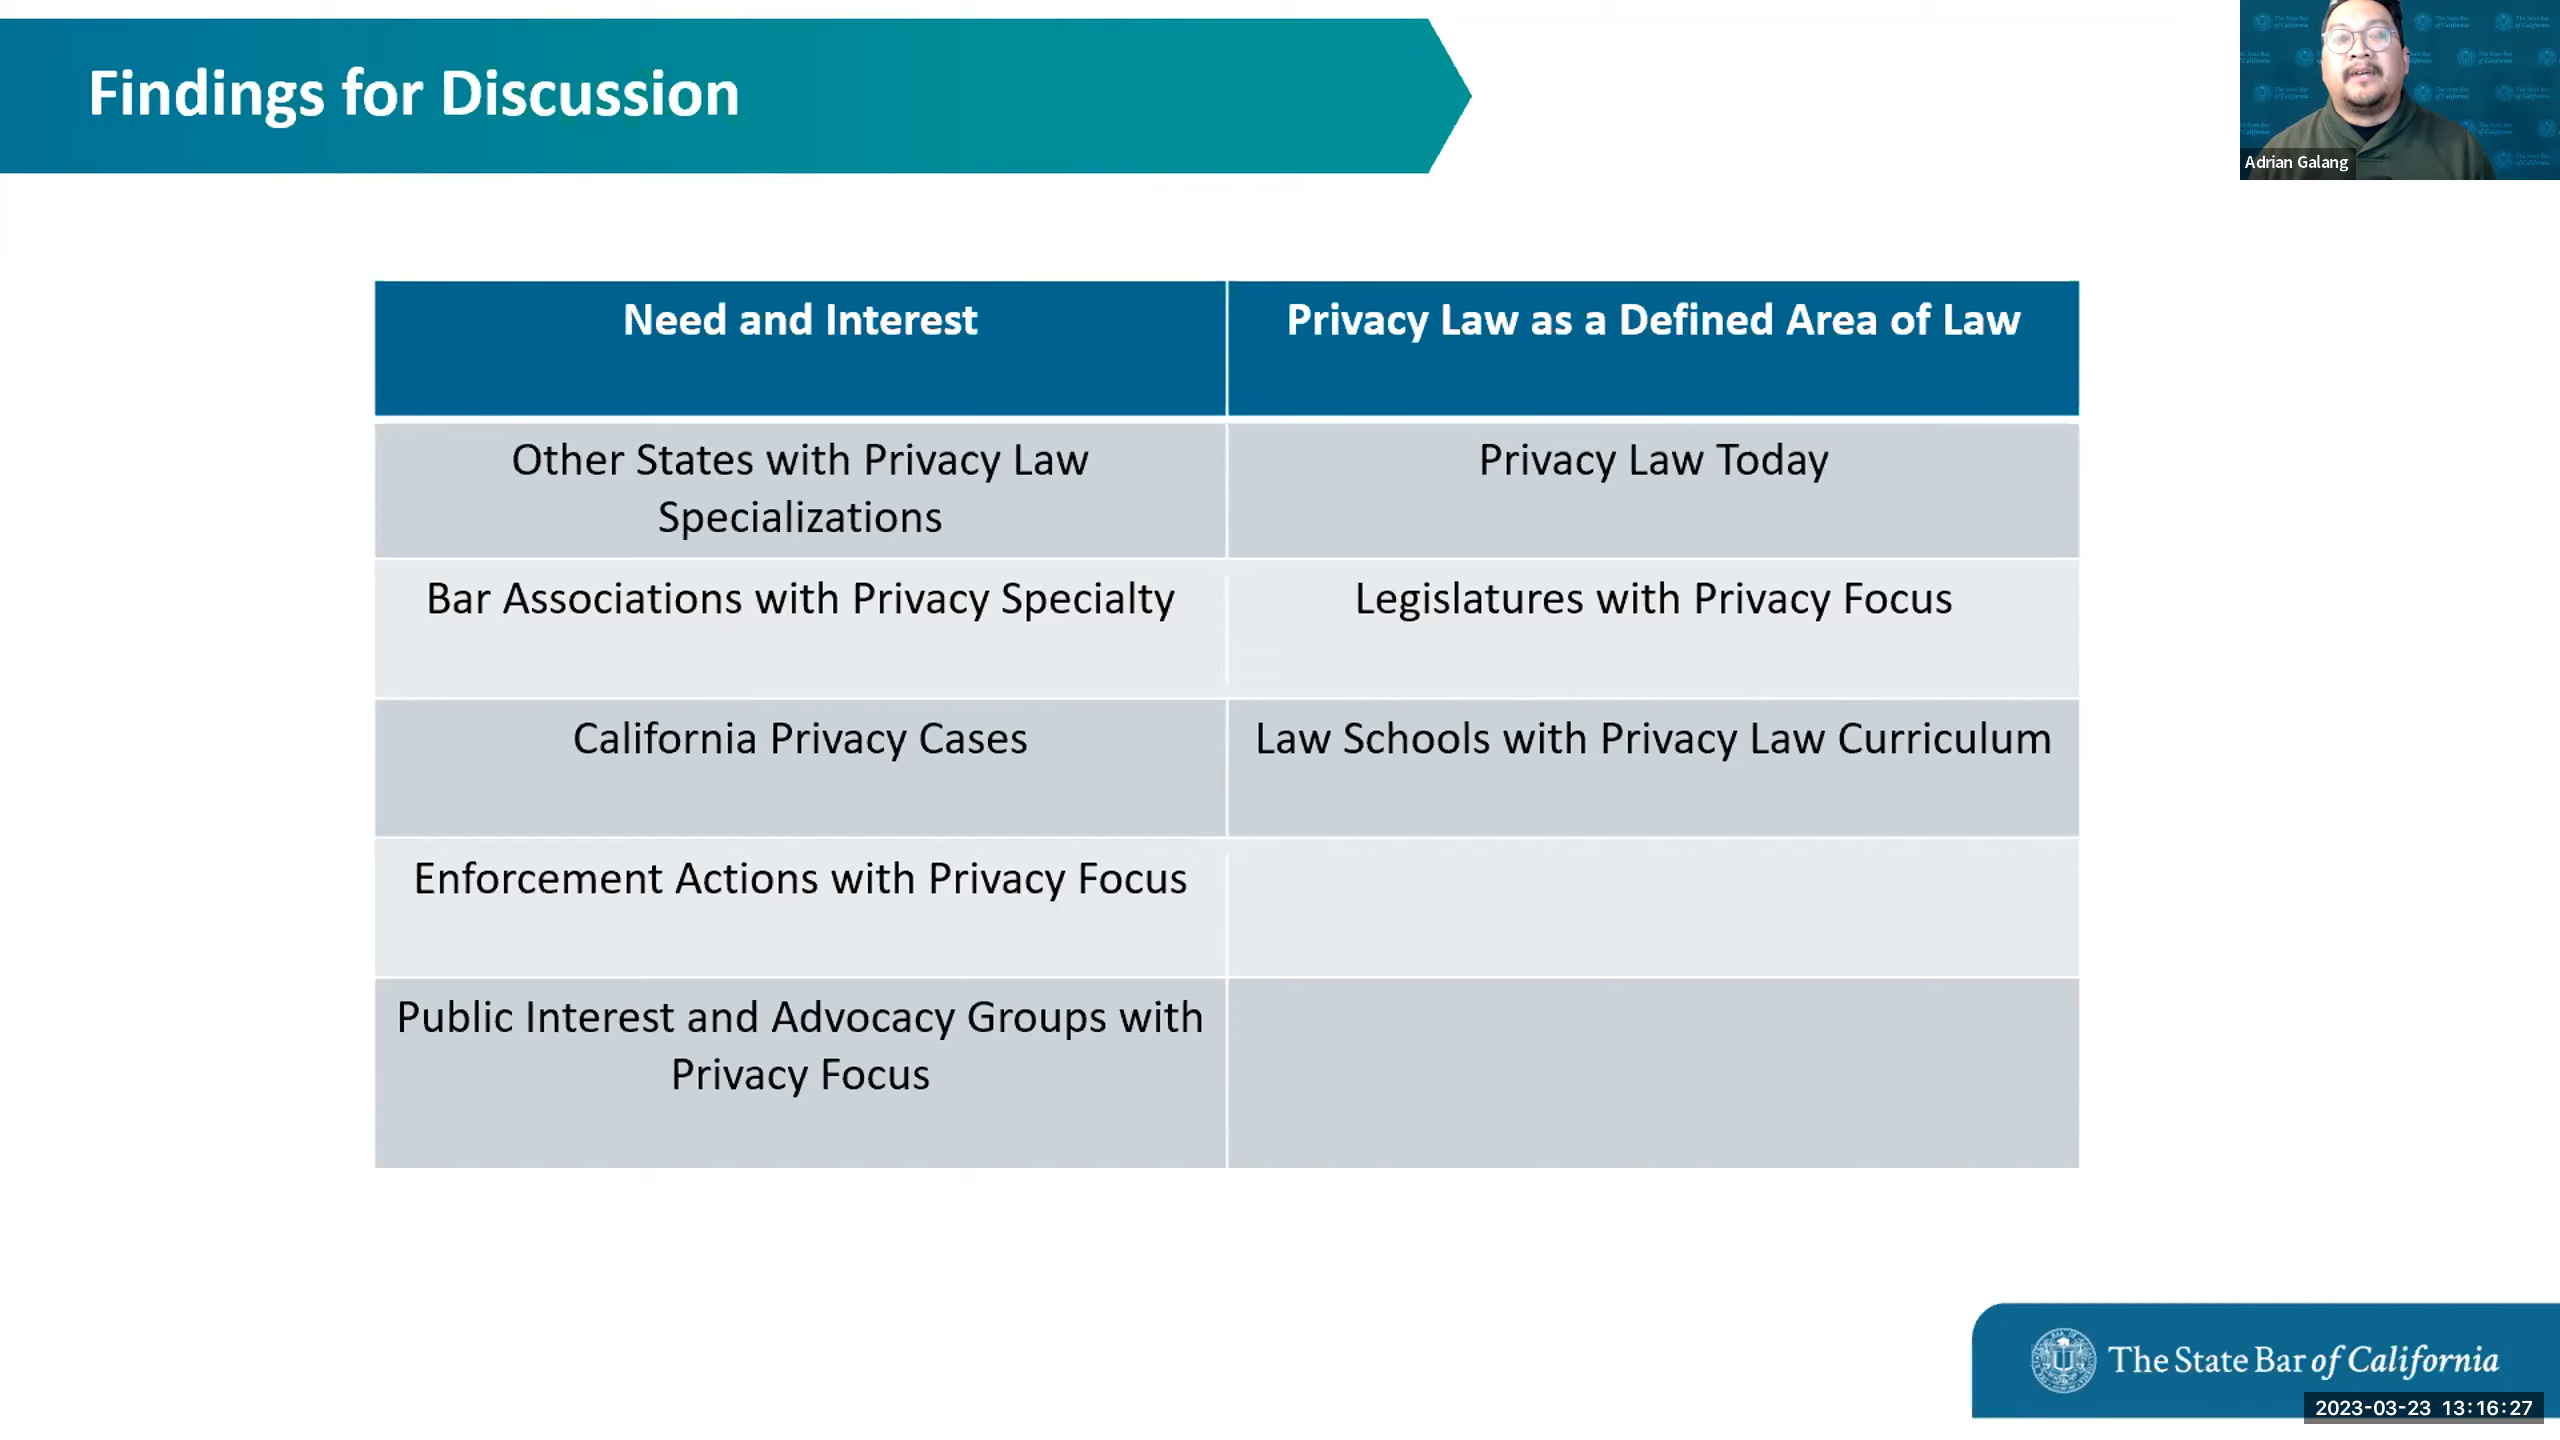 Findings for Discussion
Adrian Galang
Need and Interest
Privacy Law as a Defined Area of Law
Other States with Privacy Law
Specializations
Privacy Law Today
Bar Associations with Privacy Specialty
Legislatures with Privacy Focus
California Privacy Cases
Law Schools with Privacy Law Curriculum
Enforcement Actions with Privacy Focus
Public Interest and Advocacy Groups with
Privacy Focus
The State Bar of California
2023-03-23 13:16:27